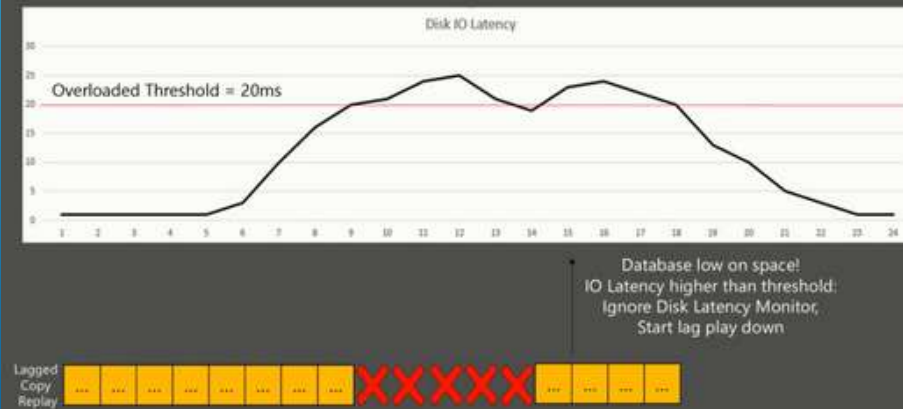 Disk IO Latency
30
25
Overloaded Threshold = 20ms
20
15
10
5
0
1 2 3 4 5 6 7 8 9 10 11 12 13 14 15 16 17 18 19 20 21 22 23 24
Database low on space!
IO Latency higher than threshold:
Ignore Disk Latency Monitor,
Start lag play down
Lagged
Copy
Replay
... ... ... ... ... ... ... ... ... ... ... ...